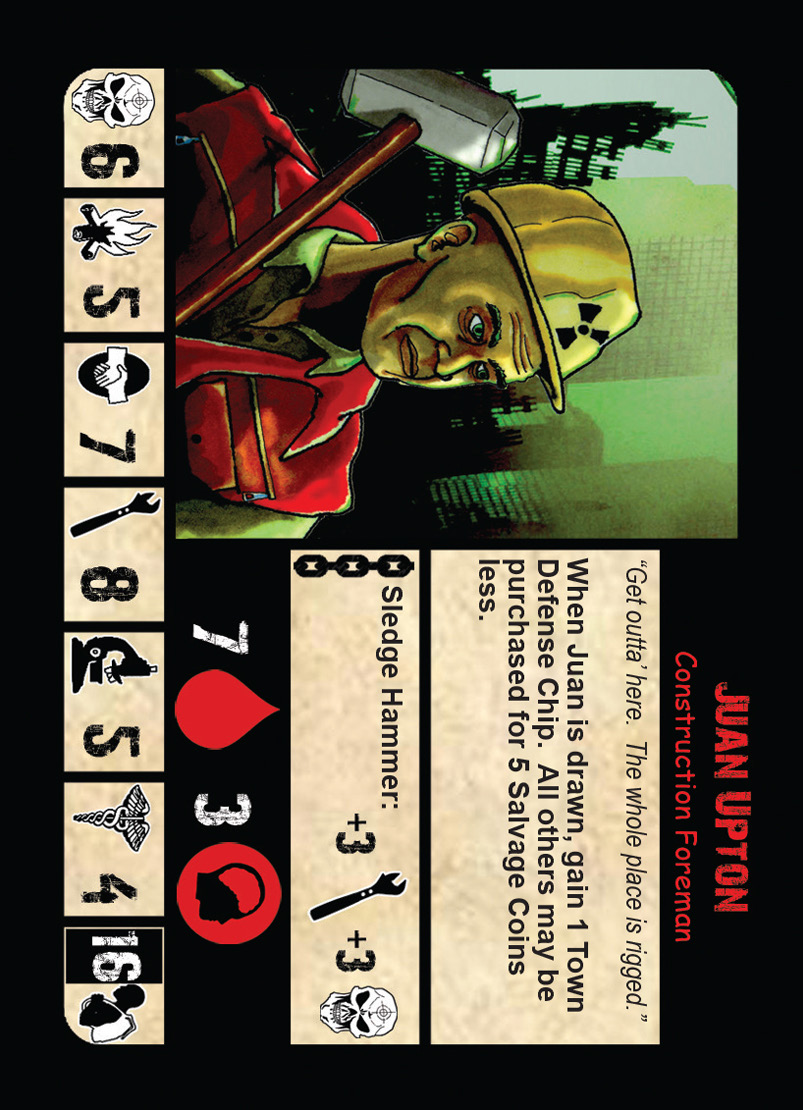 JUAN UPTON
Construction Foreman
“Get outta’ here. The whole place is rigged.”
When Juan is drawn, gain 1 Town
Defense Chip. All others may be
purchased for 5 Salvage Coins
less.
Sledge Hammer:
+3 +3
7 3
6 5 7 8 5 4 16